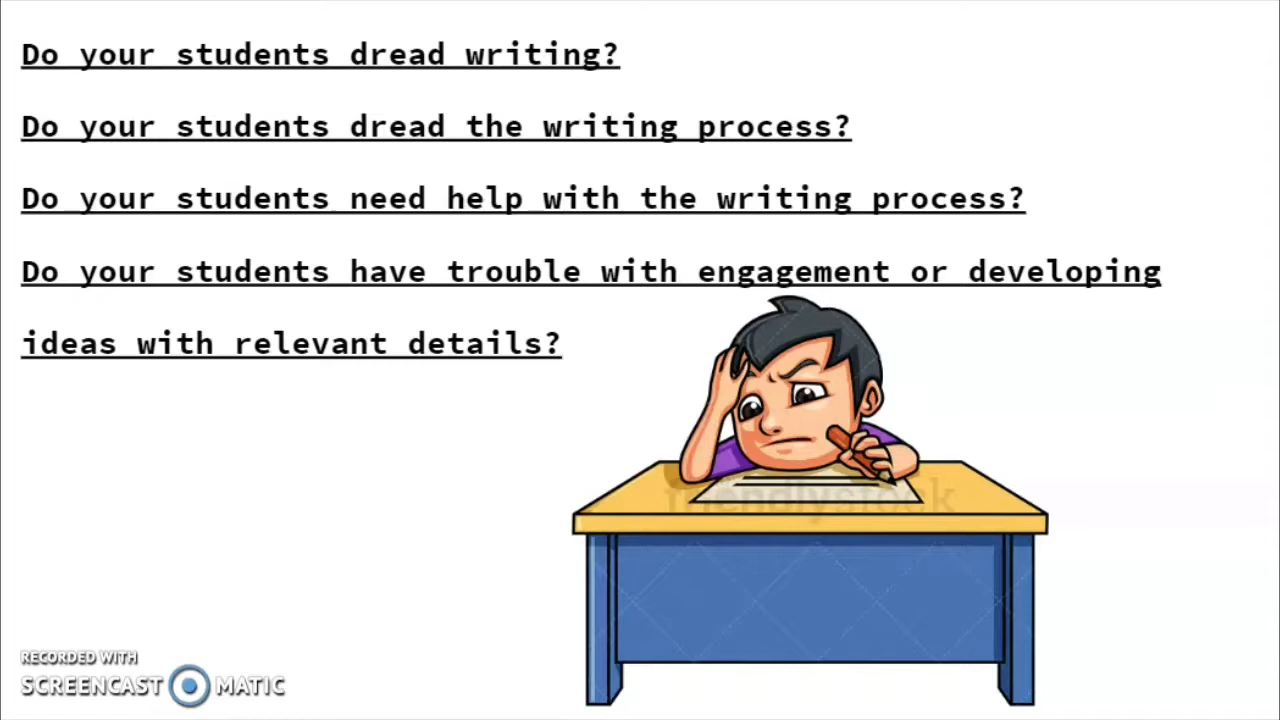 Do your students dread writing?
Do your students dread the writing process?
Do your students need help with the writing process?
Do your students have trouble with engagement or developing
ideas with relevant details?
friendlystock
RECORDED WITH
SCREENCAST MATIC